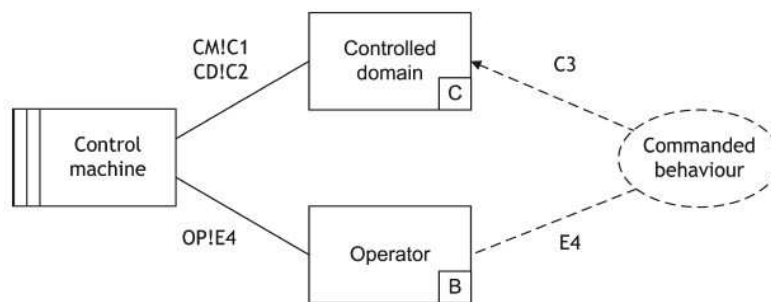 CM!C1
CD!C2
Controlled
domain
C
C3
Control
machine
Commanded
behaviour
OP!E4
Operator
B
E4